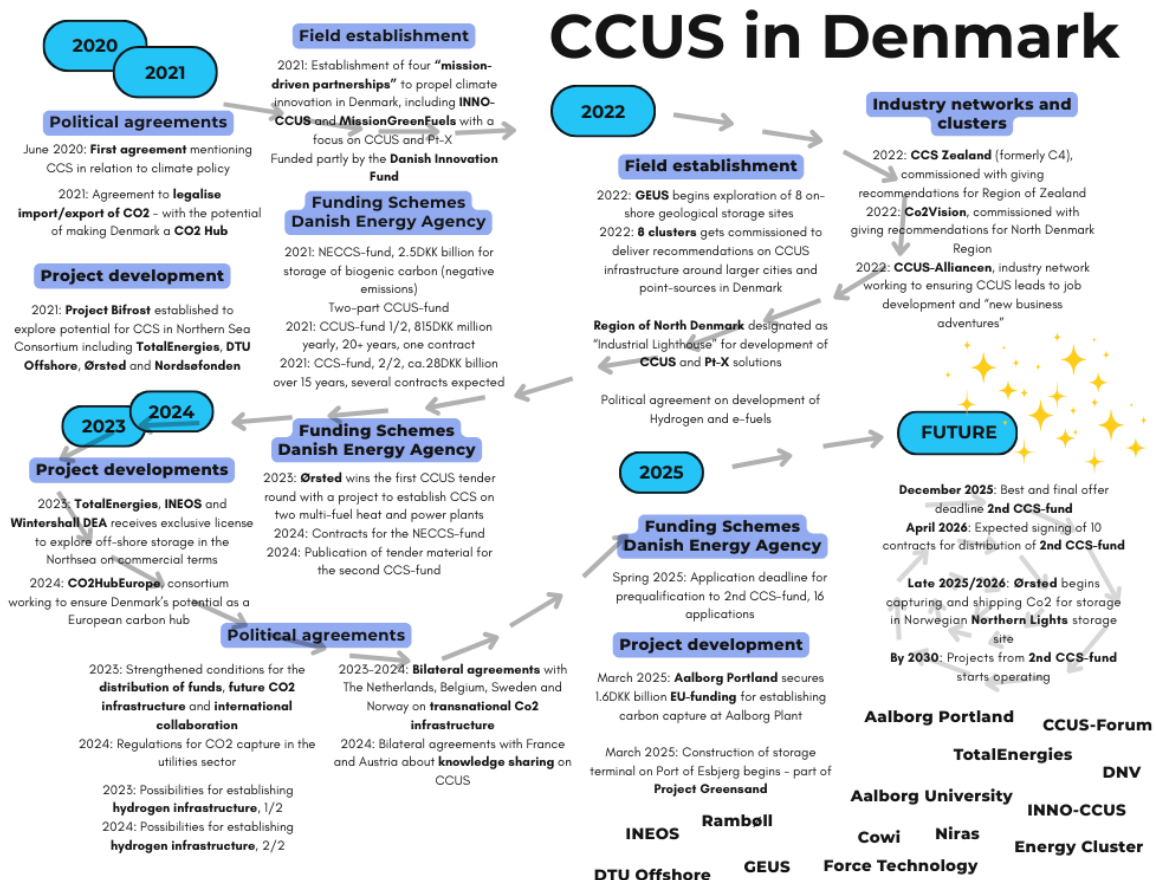 CCUS in Denmark
2020
2021
Political agreements
June 2020: First agreement mentioning
CCS in relation to climate policy
2021: Agreement to legalise
import/export of CO2 - with the potential
of making Denmark a CO2 Hub
Project development
2021: Project Bifrost established to
explore potential for CCS in Northern Sea
Consortium including TotalEnergies, DTU
Offshore, Ørsted and Nordsøfonden
Field establishment
2021: Establishment of four "mission-
driven partnerships" to propel climate
innovation in Denmark, including INNO-
CCUS and MissionGreenFuels with a
focus on CCUS and Pt-X
Funded partly by the Danish Innovation
Fund
Funding Schemes
Danish Energy Agency
2021: NECCS-fund, 2.5DKK billion for
storage of biogenic carbon (negative
emissions)
Two-part CCUS-fund
2021: CCUS-fund 1/2, 815DKK million
yearly, 20+ years, one contract
2021: CCS-fund, 2/2, ca.28DKK billion
over 15 years, several contracts expected
2022
Field establishment
2022: GEUS begins exploration of 8 on-
shore geological storage sites
2022: 8 clusters gets commissioned to
deliver recommendations on CCUS
infrastructure around larger cities and
point-sources in Denmark
Region of North Denmark designated as
"Industrial Lighthouse" for development of
CCUS and Pt-X solutions
Political agreement on development of
Hydrogen and e-fuels
Industry networks and
clusters
2022: CCS Zealand (formerly C4),
commissioned with giving
recommendations for Region of Zealand
2022: Co2Vision, commissioned with
giving recommendations for North Denmark
Region
2022: CCUS-Alliancen, industry network
working to ensuring CCUS leads to job
development and "new business
adventures"
2023
2024
Project developments
2023: TotalEnergies, INEOS and
Wintershall DEA receives exclusive license
to explore off-shore storage in the
Northsea on commercial terms
2024: CO2HubEurope, consortium
working to ensure Denmark's potential as a
European carbon hub
Funding Schemes
Danish Energy Agency
2023: Ørsted wins the first CCUS tender
round with a project to establish CCS on
two multi-fuel heat and power plants
2024: Contracts for the NECCS-fund
2024: Publication of tender material for
the second CCS-fund
Political agreements
2023: Strengthened conditions for the
distribution of funds, future CO2
infrastructure and international
collaboration
2024: Regulations for CO2 capture in the
utilities sector
2023: Possibilities for establishing
hydrogen infrastructure, 1/2
2024: Possibilities for establishing
hydrogen infrastructure, 2/2
2023-2024: Bilateral agreements with
The Netherlands, Belgium, Sweden and
Norway on transnational Co2
infrastructure
2024: Bilateral agreements with France
and Austria about knowledge sharing on
CCUS
2025
Funding Schemes
Danish Energy Agency
Spring 2025: Application deadline for
prequalification to 2nd CCS-fund, 16
applications
Project development
March 2025: Aalborg Portland secures
1.6DKK billion EU-funding for establishing
carbon capture at Aalborg Plant
March 2025: Construction of storage
terminal on Port of Esbjerg begins - part of
Project Greensand
FUTURE
December 2025: Best and final offer
deadline 2nd CCS-fund
April 2026: Expected signing of 10
contracts for distribution of 2nd CCS-fund
Late 2025/2026: Ørsted begins
capturing and shipping Co2 for storage
in Norwegian Northern Lights storage
site
By 2030: Projects from 2nd CCS-fund
starts operating
Aalborg Portland
CCUS-Forum
TotalEnergies
DNV
Aalborg University
INNO-CCUS
Rambøll
INEOS
Cowi
Niras
Energy Cluster
DTU Offshore
GEUS
Force Technology